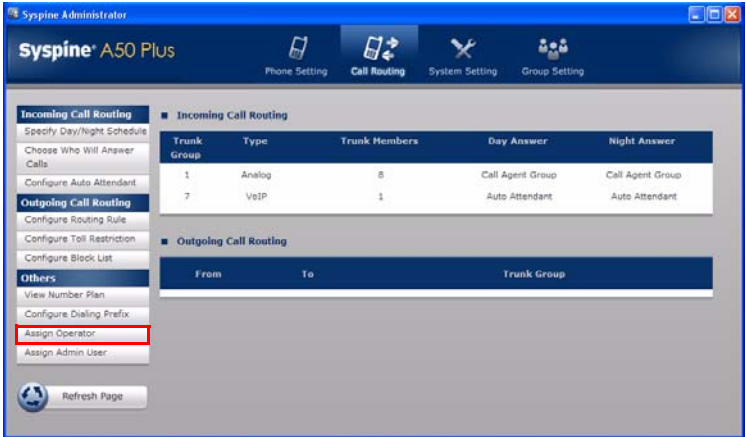 Syspine Administrator
Syspine A50 Plus
Phone Setting
Call Routing
System Setting
Group Setting
Incoming Call Routing
Specify Day/Night Schedule
Choose Who Will Answer
Calls
Configure Auto Attendant
Outgoing Call Routing
Configure Routing Rule
Configure Toll Restriction
Configure Block List
Others
View Number Plan
Configure Dialing Prefix
Assign Operator
Assign Admin User
Refresh Page
Incoming Call Routing
Trunk Group Type Trunk Members Day Answer Night Answer
1 Analog 8 Call Agent Group Call Agent Group
7 VoIP 1 Auto Attendant Auto Attendant
Outgoing Call Routing
From To Trunk Group